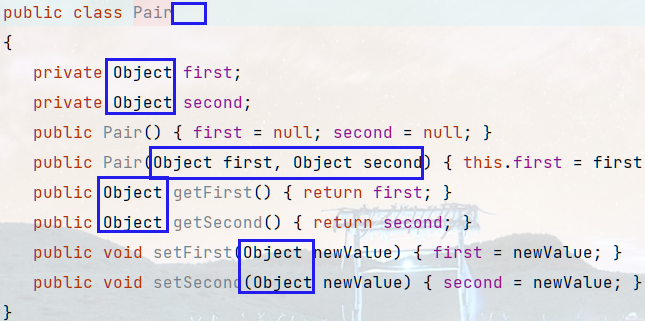 public class Pair
{
private Object first;
private Object second;
public Pair() { first = null; second = null; }
public Pair(Object first, Object second) { this.first = first
public Object getFirst() { return first; }
public Object getSecond() { return second; }
public void setFirst(Object newValue) { first = newValue; }
public void setSecond(Object newValue) { second = newValue; }
}